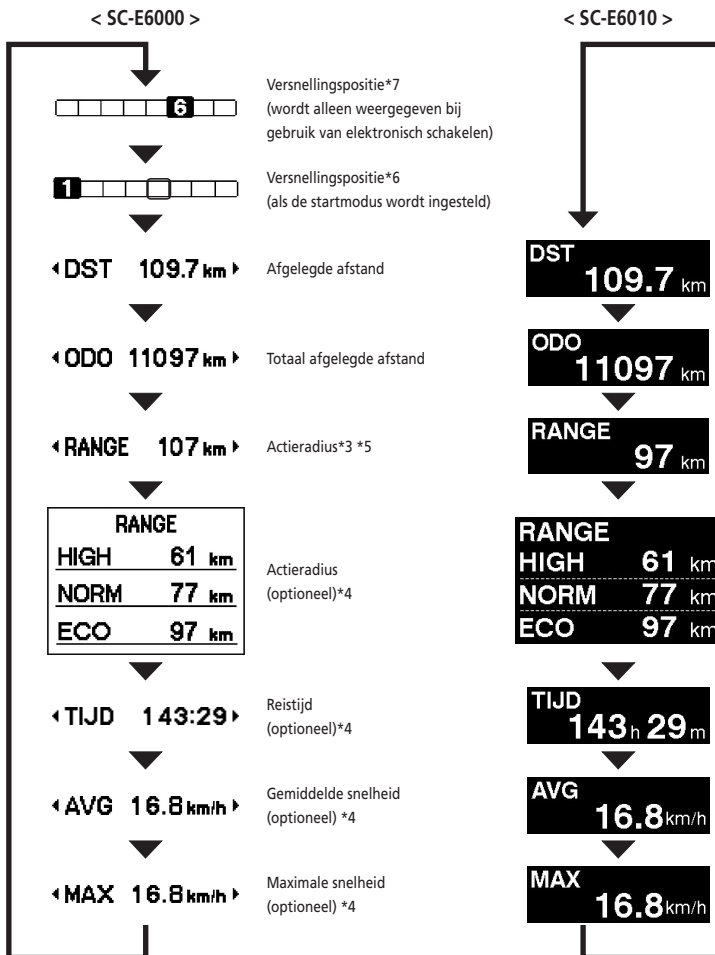 < SC-E6000 >
< SC-E6010 >
6
Versnellingspositie*7
(wordt alleen weergegeven bij
gebruik van elektronisch schakelen)
1
Versnellingspositie*6
(als de startmodus wordt ingesteld)
DST 109.7 km
Afgelegde afstand
DST
109.7 km
ODO 11097 km
Totaal afgelegde afstand
ODO
11097 km
RANGE 107 km
Actieradius*3 *5
RANGE
97 km
RANGE
HIGH 61 km
NORM 77 km
ECO 97 km
Actieradius
(optioneel)*4
RANGE
HIGH 61 km
NORM 77 km
ECO 97 km
TIJD 143:29
Reistijd
(optioneel)*4
TIJD
143 h 29 m
AVG 16.8 km/h
Gemiddelde snelheid
(optioneel) *4
AVG
16.8 km/h
MAX 16.8 km/h
Maximale snelheid
(optioneel) *4
MAX
16.8 km/h